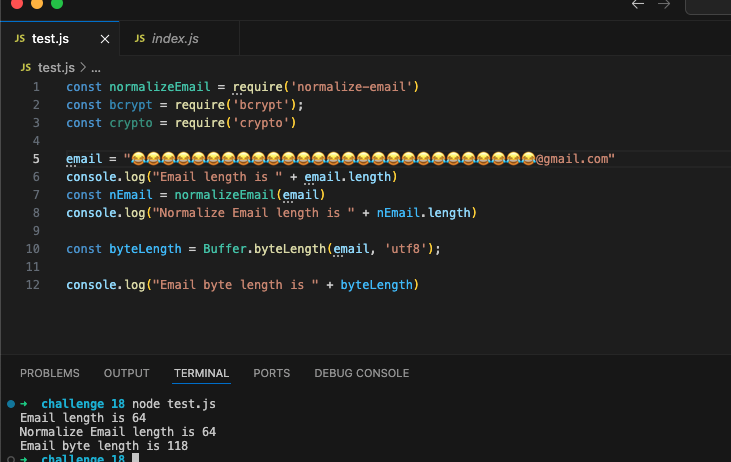 JS test.js × JS index.js
JS test.js > ...
1 const normalizeEmail = require('normalize-email')
2 const bcrypt = require('bcrypt');
3 const crypto = require('crypto')
4
5 email = "😂😂😂😂😂😂😂😂😂😂😂😂😂😂😂😂😂😂😂😂😂😂😂😂😂😂😂@gmail.com"
6 console.log("Email length is " + email.length)
7 const nEmail = normalizeEmail(email)
8 console.log("Normalize Email length is " + nEmail.length)
9
10 const byteLength = Buffer.byteLength(email, 'utf8');
11
12 console.log("Email byte length is " + byteLength)
PROBLEMS OUTPUT TERMINAL PORTS DEBUG CONSOLE
➜ challenge 18 node test.js
Email length is 64
Normalize Email length is 64
Email byte length is 118
➜ challenge 18